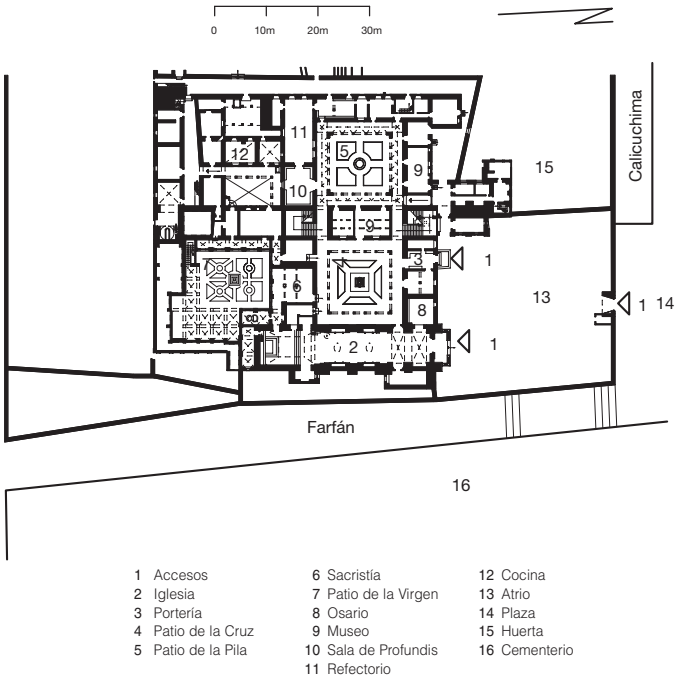 0 10m 20m 30m
Calicuchima
11
5
12
15
9
10
9
7
4
3
1
6
13
1 14
8
8
2
1
Farfán
16
1 Accesos
2 Iglesia
3 Portería
4 Patio de la Cruz
5 Patio de la Pila
6 Sacristía
7 Patio de la Virgen
8 Osario
9 Museo
10 Sala de Profundis
11 Refectorio
12 Cocina
13 Atrio
14 Plaza
15 Huerta
16 Cementerio